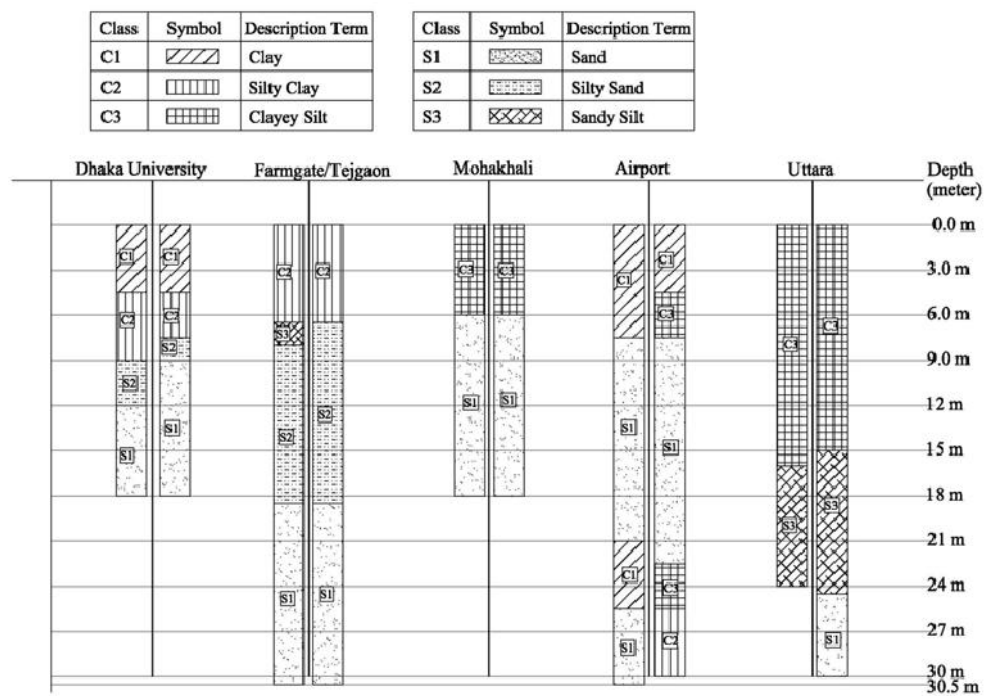 Class Symbol Description Term
C1 Clay
C2 Silty Clay
C3 Clayey Silt
Class Symbol Description Term
S1 Sand
S2 Silty Sand
S3 Sandy Silt
Dhaka University Farmgate/Tejgaon Mohakhali Airport Uttara Depth
(meter)
0.0 m
C1 C1 C2 C2 C3 C3 C1 C1 3.0 m
C2 C2 C3 C3 6.0 m
S2 S3 C3 9.0 m
S2 S2 S1 S1 12 m
S1 S1 S2 S1 S1 15 m
S3 18 m
S3 21 m
S1 S1 C1 C3 24 m
S1 C2 S1 27 m
30 m
30.5 m